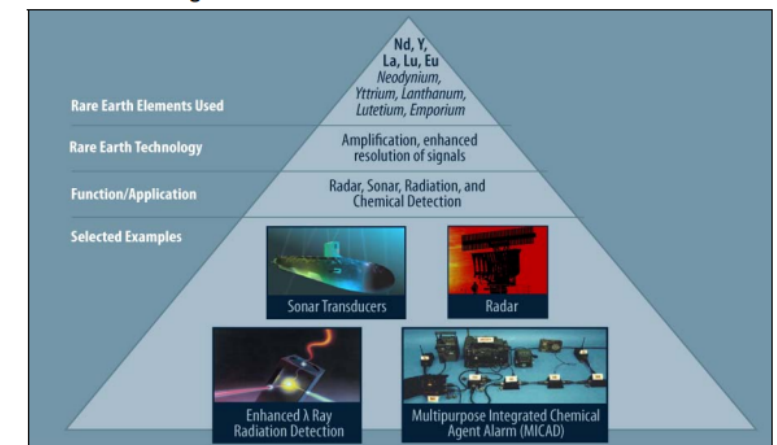 Nd, Y,
La, Lu, Eu
Neodynium,
Yttrium, Lanthanum,
Lutetium, Emporium
Rare Earth Elements Used
Rare Earth Technology
Amplification, enhanced
resolution of signals
Function/Application
Radar, Sonar, Radiation, and
Chemical Detection
Selected Examples
Sonar Transducers
Radar
Enhanced λ Ray
Radiation Detection
Multipurpose Integrated Chemical
Agent Alarm (MICAD)